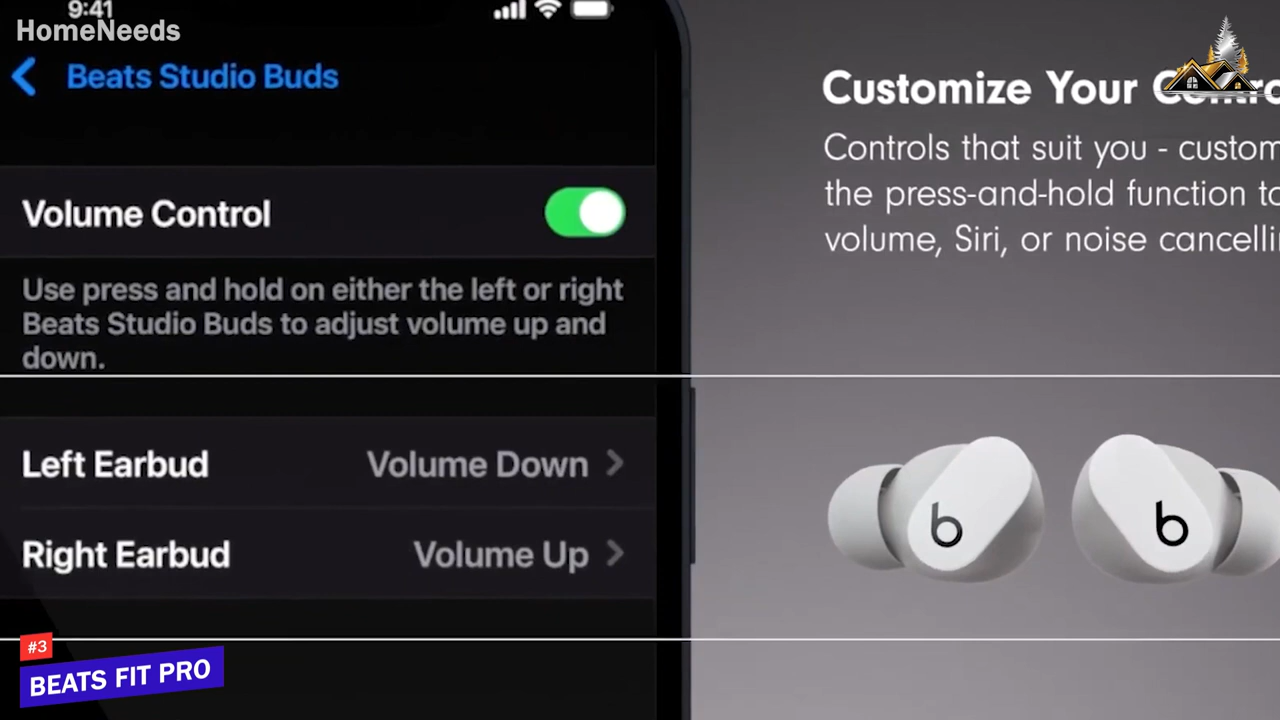 9:41
HomeNeeds
Beats Studio Buds
Volume Control
Use press and hold on either the left or right
Beats Studio Buds to adjust volume up and
down.
Left Earbud Volume Down
Right Earbud Volume Up
Customize Your Contro
Controls that suit you - custom
the press-and-hold function to
volume, Siri, or noise cancelli
b b
#3
BEATS FIT PRO